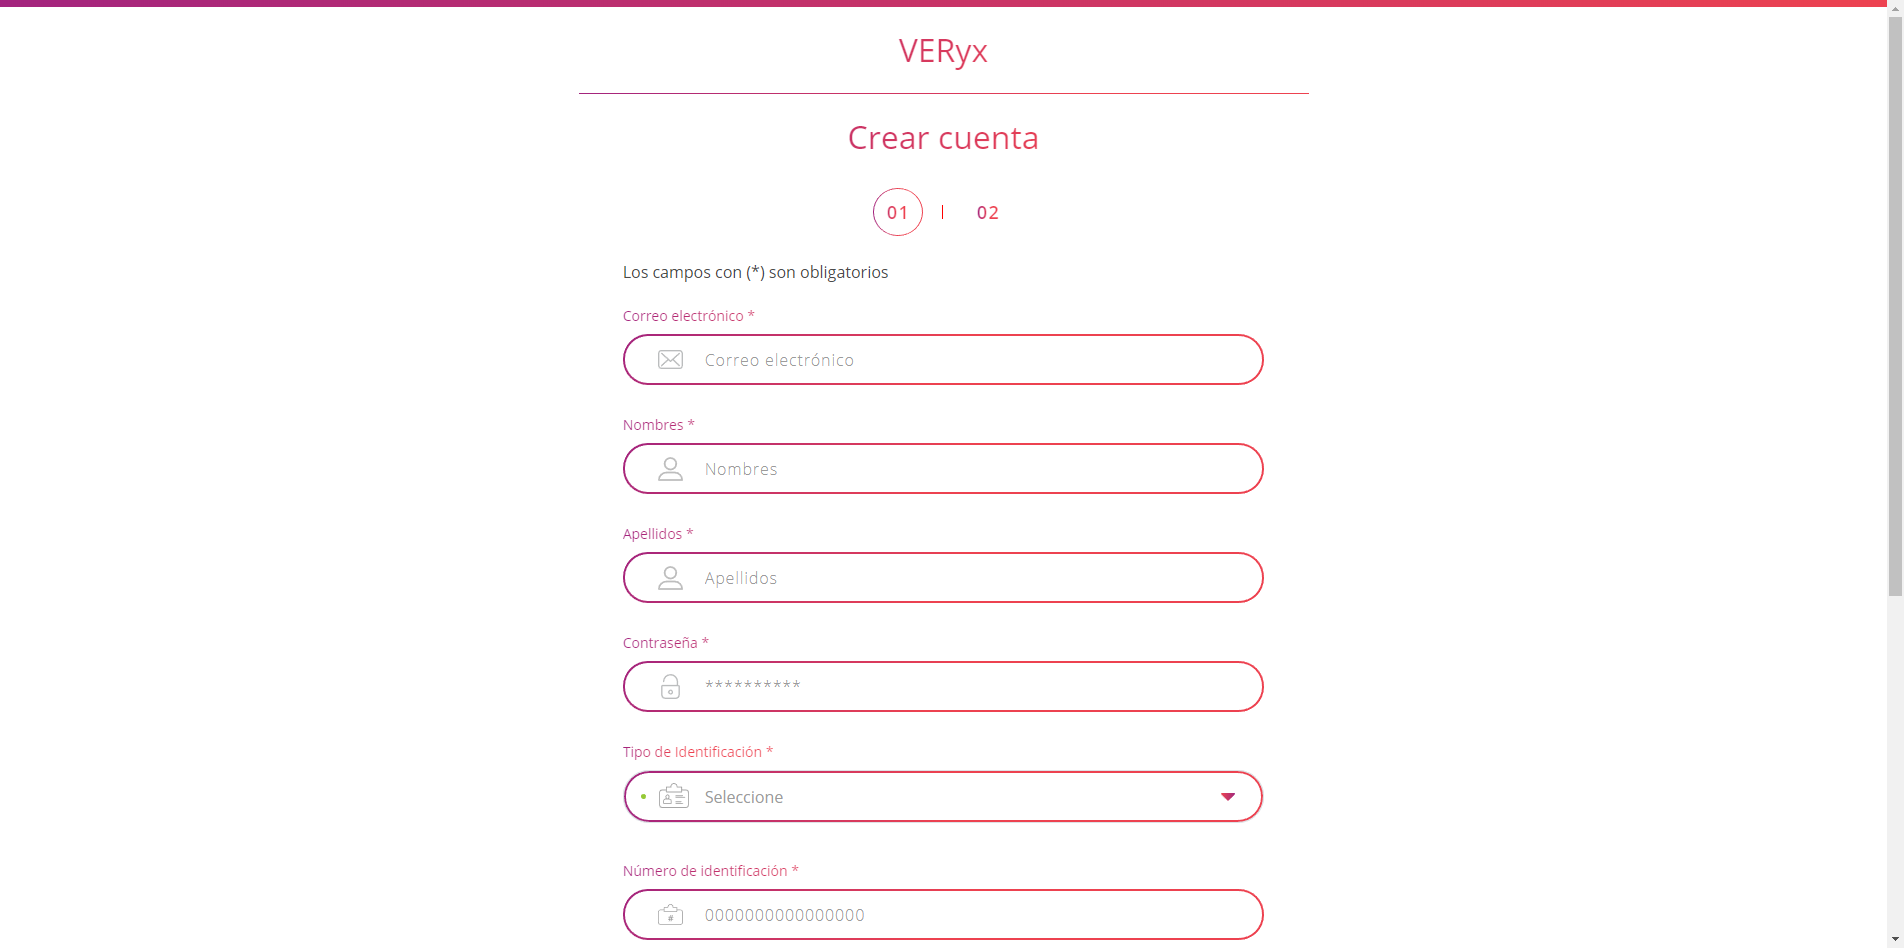 VERyx
Crear cuenta
01 | 02
Los campos con (*) son obligatorios
Correo electrónico *
Correo electrónico
Nombres *
Nombres
Apellidos *
Apellidos
Contraseña *
**********
Tipo de Identificación *
Seleccione
Número de identificación *
#
0000000000000000